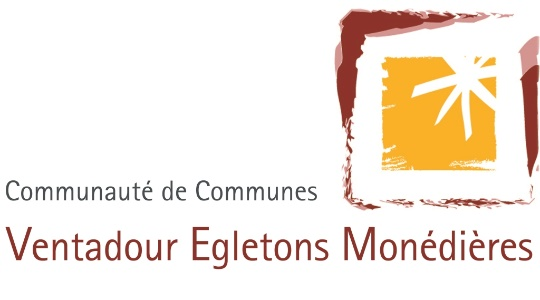 Communauté de Communes
Ventadour Egletons Monédières